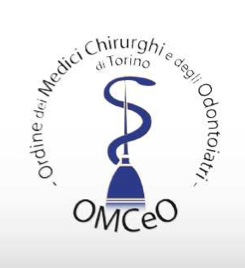 - Ordine dei Medici Chirurghi e degli Odontoiatri -
di Torino
OMCeO